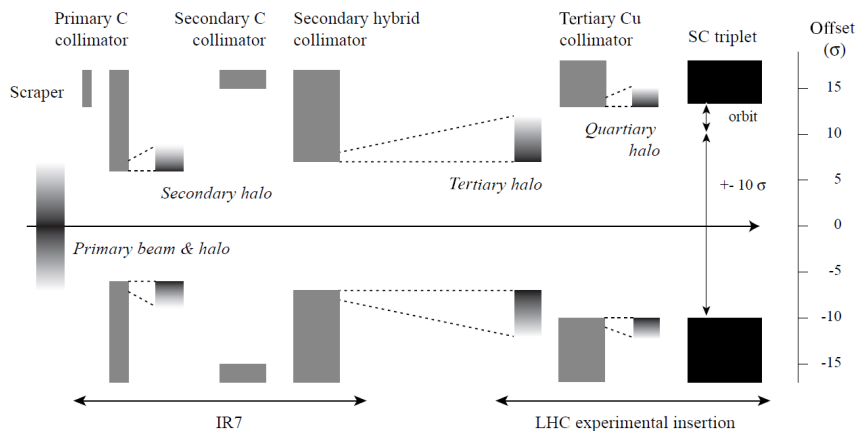 Primary C
collimator
Secondary C
collimator
Secondary hybrid
collimator
Tertiary Cu
collimator
SC triplet
Offset
(σ)
Scraper
15
orbit
10
Quartiary
halo
+- 10 σ
Secondary halo
Tertiary halo
5
0
Primary beam & halo
-5
-10
-15
IR7
LHC experimental insertion